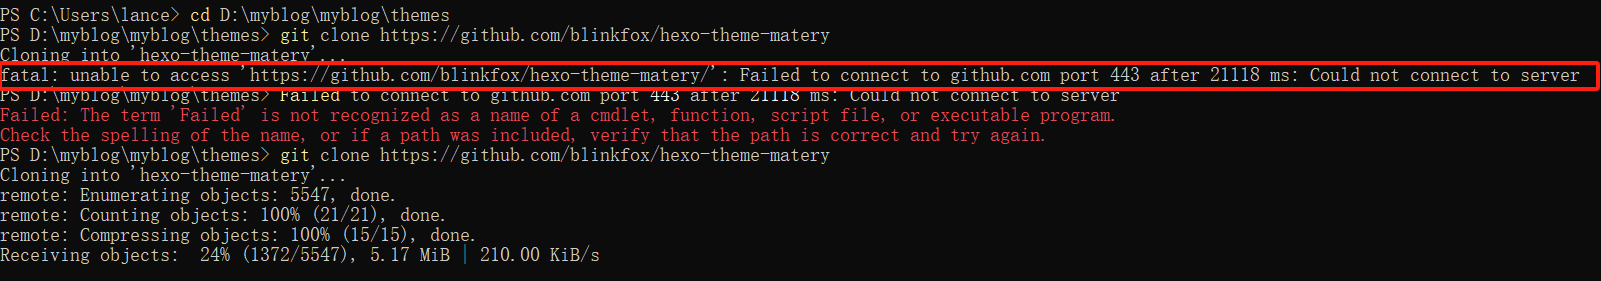 PS C:\Users\lance> cd D:\myblog\myblog\themes
PS D:\myblog\myblog\themes> git clone https://github.com/blinkfox/hexo-theme-matery
Cloning into 'hexo-theme-matery'...
fatal: unable to access 'https://github.com/blinkfox/hexo-theme-matery/': Failed to connect to github.com port 443 after 21118 ms: Could not connect to server
PS D:\myblog\myblog\themes> Failed to connect to github.com port 443 after 21118 ms: Could not connect to server
Failed: The term 'Failed' is not recognized as a name of a cmdlet, function, script file, or executable program.
Check the spelling of the name, or if a path was included, verify that the path is correct and try again.
PS D:\myblog\myblog\themes> git clone https://github.com/blinkfox/hexo-theme-matery
Cloning into 'hexo-theme-matery'...
remote: Enumerating objects: 5547, done.
remote: Counting objects: 100% (21/21), done.
remote: Compressing objects: 100% (15/15), done.
Receiving objects:  24% (1372/5547), 5.17 MiB | 210.00 KiB/s